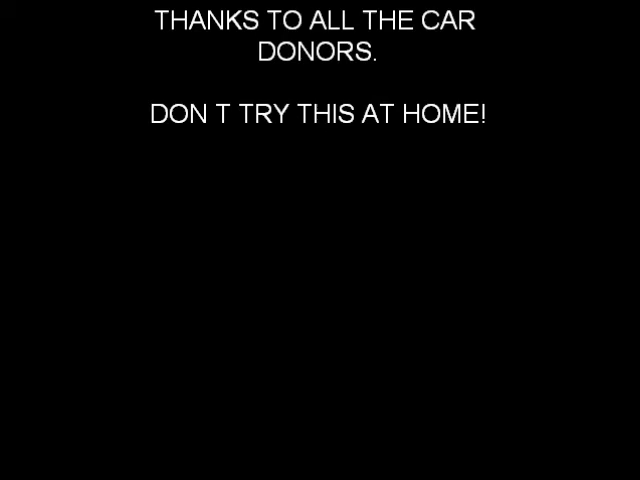 THANKS TO ALL THE CAR
DONORS.
DON T TRY THIS AT HOME!